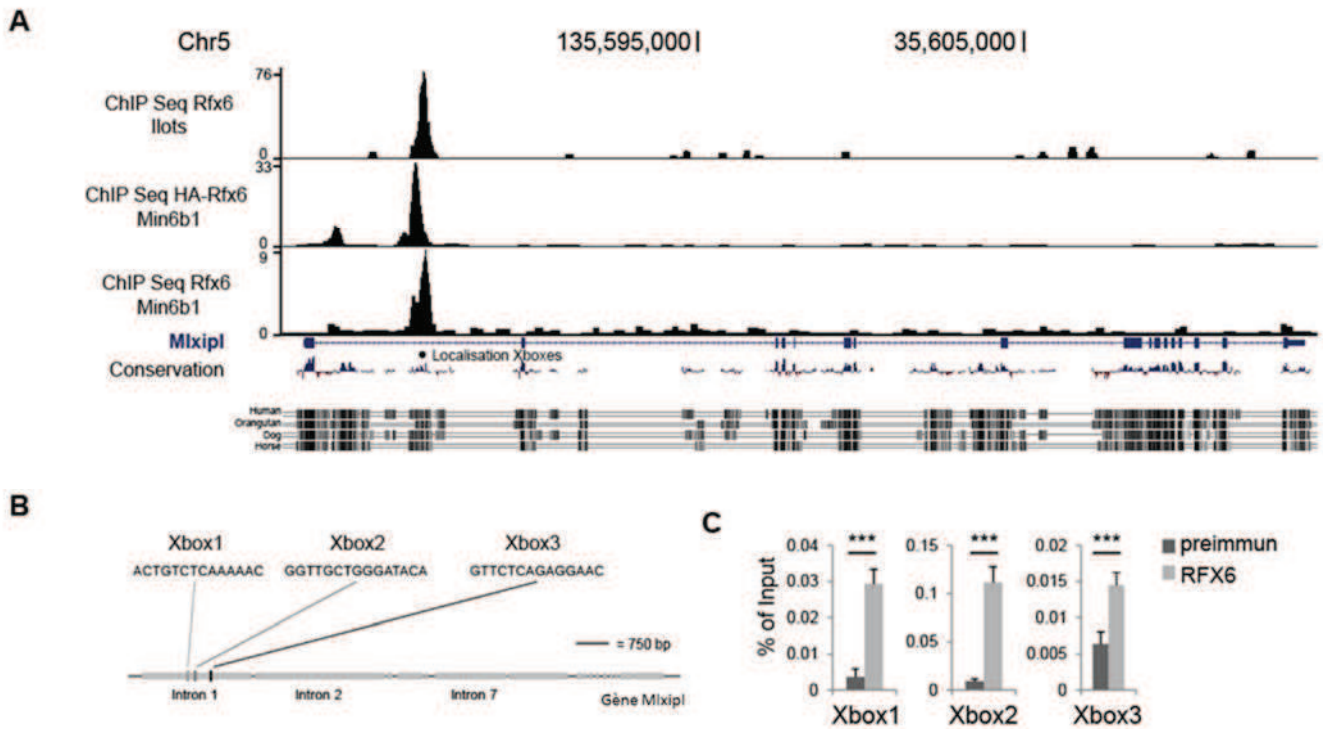 A
Chr5
135,595,000
35,605,000
76
ChIP Seq Rfx6
Ilots
0
33
ChIP Seq HA-Rfx6
Min6b1
0
9
ChIP Seq Rfx6
Min6b1
0
Mlxipl
Localisation Xboxes
Conservation
Human
Orangutan
Dog
Horse
B
Xbox1
Xbox2
Xbox3
ACTGTCTCAAAAAC
GGTTGCTGGGATACA
GTTCTCAGAGGAAC
= 750 bp
Intron 1
Intron 2
Intron 7
Gène Mlxipl
C
% of Input
***
0.04
0.03
0.02
0.01
0
Xbox1
***
0.15
0.1
0.05
0
Xbox2
***
0.02
0.015
0.01
0.005
0
Xbox3
preimmun
RFX6